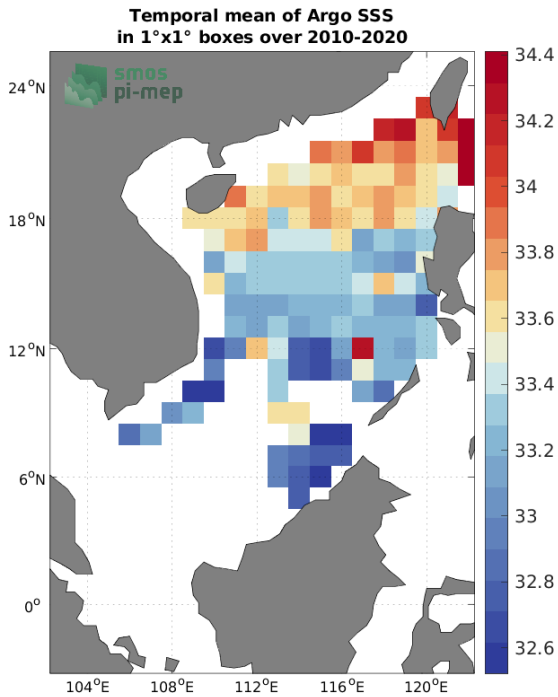 Temporal mean of Argo SSS
in 1°x1° boxes over 2010-2020
smos
pi-mep
24°N
18°N
12°N
6°N
0°
104°E
108°E
112°E
116°E
120°E
34.4
34.2
34
33.8
33.6
33.4
33.2
33
32.8
32.6